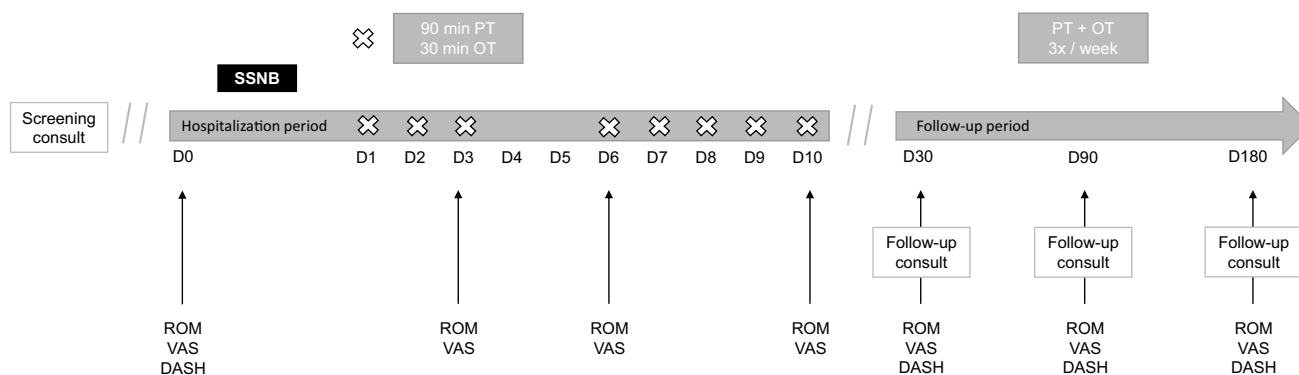 90 min PT
30 min OT
PT + OT
3x / week
SSNB
Screening
consult
Hospitalization period
Follow-up period
D0
D1
D2
D3
D4
D5
D6
D7
D8
D9
D10
D30
D90
D180
Follow-up
consult
Follow-up
consult
Follow-up
consult
ROM
VAS
DASH
ROM
VAS
ROM
VAS
ROM
VAS
ROM
VAS
DASH
ROM
VAS
DASH
ROM
VAS
DASH